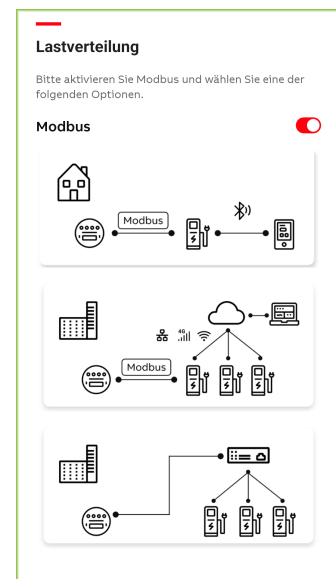 Lastverteilung
Bitte aktivieren Sie Modbus und wählen Sie eine der
folgenden Optionen.
Modbus
Modbus
4G
Modbus